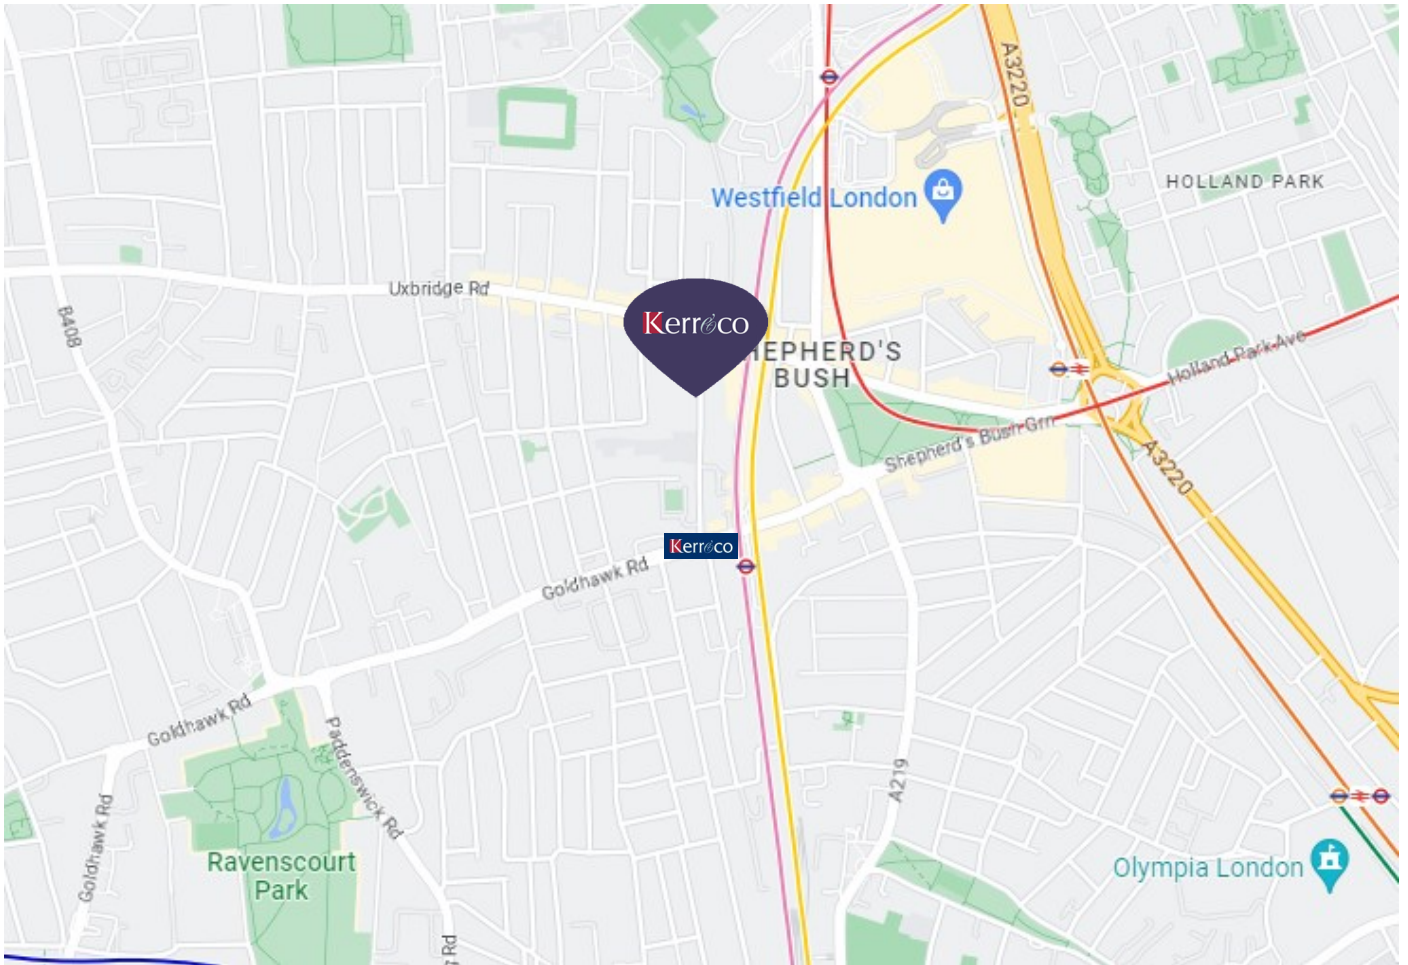 A3220
HOLLAND PARK
Westfield London
Uxbridge Rd
B408
Kerr&co
HEPHERD'S
BUSH
Holland Park Ave
Shepherd's Bush Grn
A3220
Kerr&co
Goldhawk Rd
Goldhawk Rd
Paddenswick Rd
A219
Goldhawk Rd
Ravenscourt
Park
Olympia London
Rd